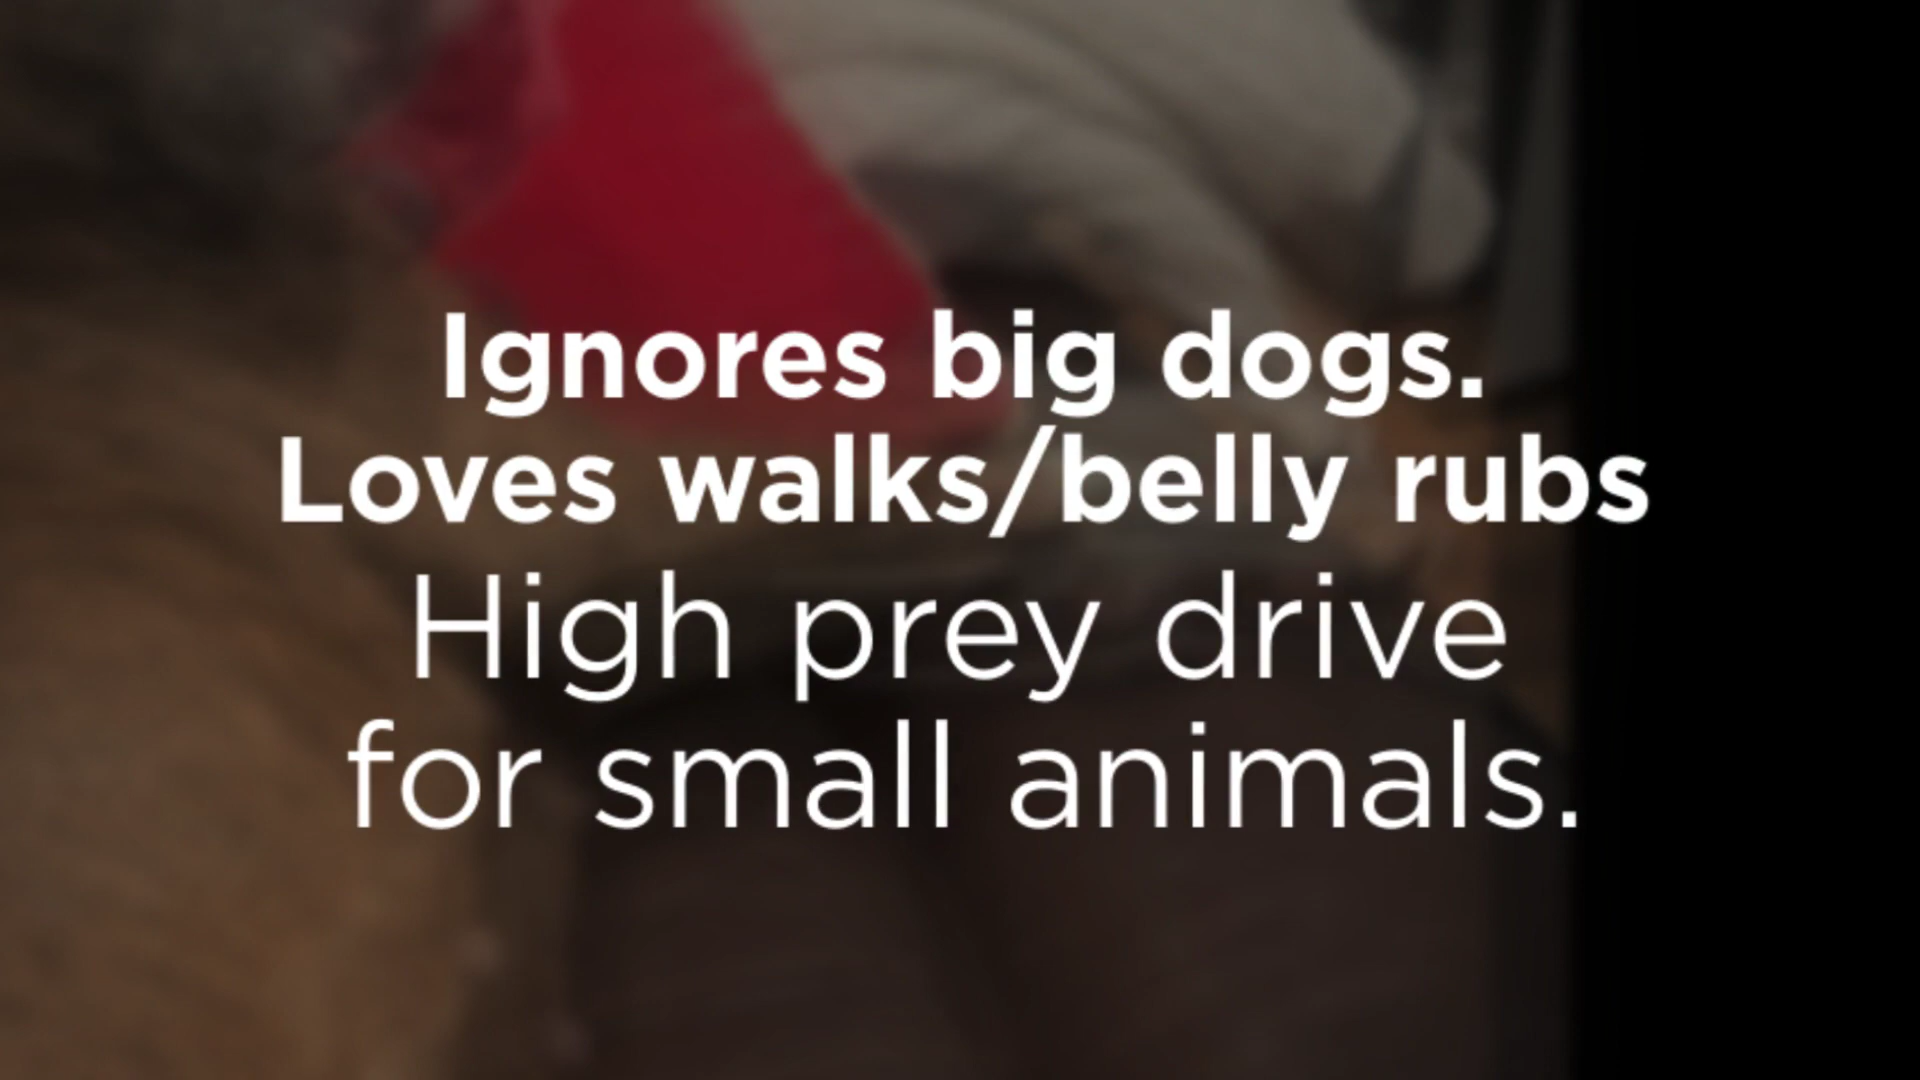 Ignores big dogs.
Loves walks/belly rubs
High prey drive
for small animals.